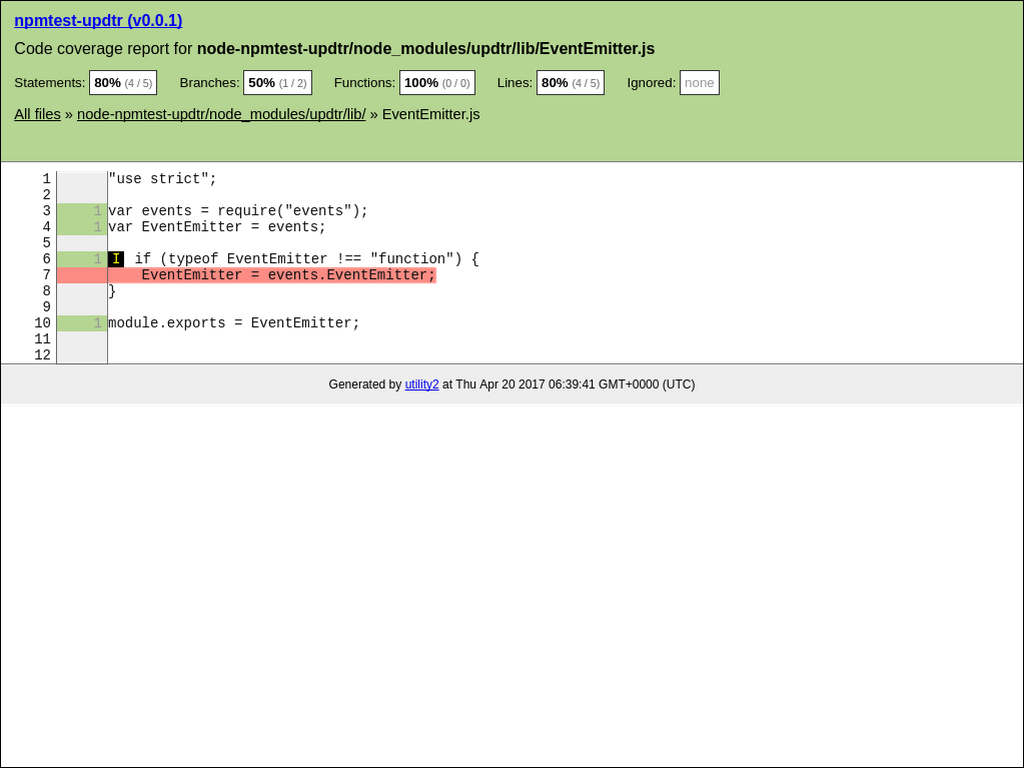 npmtest-updtr (v0.0.1)
Code coverage report for node-npmtest-updtr/node_modules/updtr/lib/EventEmitter.js
Statements: 80% (4 / 5) Branches: 50% (1 / 2) Functions: 100% (0 / 0) Lines: 80% (4 / 5) Ignored: none
All files » node-npmtest-updtr/node_modules/updtr/lib/ » EventEmitter.js
1 "use strict";
2
3 1 var events = require("events");
4 1 var EventEmitter = events;
5
6 1 I if (typeof EventEmitter !== "function") {
7 EventEmitter = events.EventEmitter;
8 }
9
10 1 module.exports = EventEmitter;
11
12
Generated by utility2 at Thu Apr 20 2017 06:39:41 GMT+0000 (UTC)